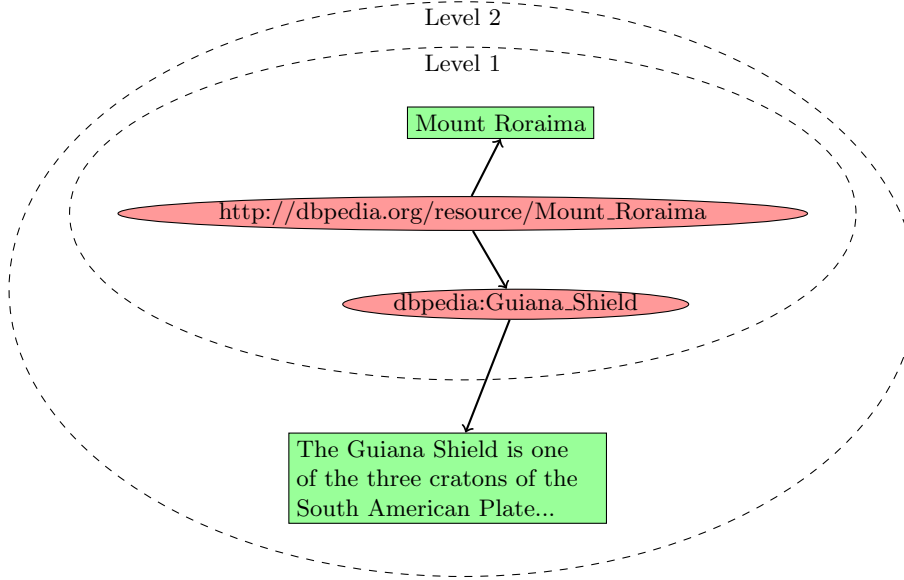 Level 2
Level 1
Mount Roraima
http://dbpedia.org/resource/Mount_Roraima
dbpedia:Guiana_Shield
The Guiana Shield is one
of the three cratons of the
South American Plate...